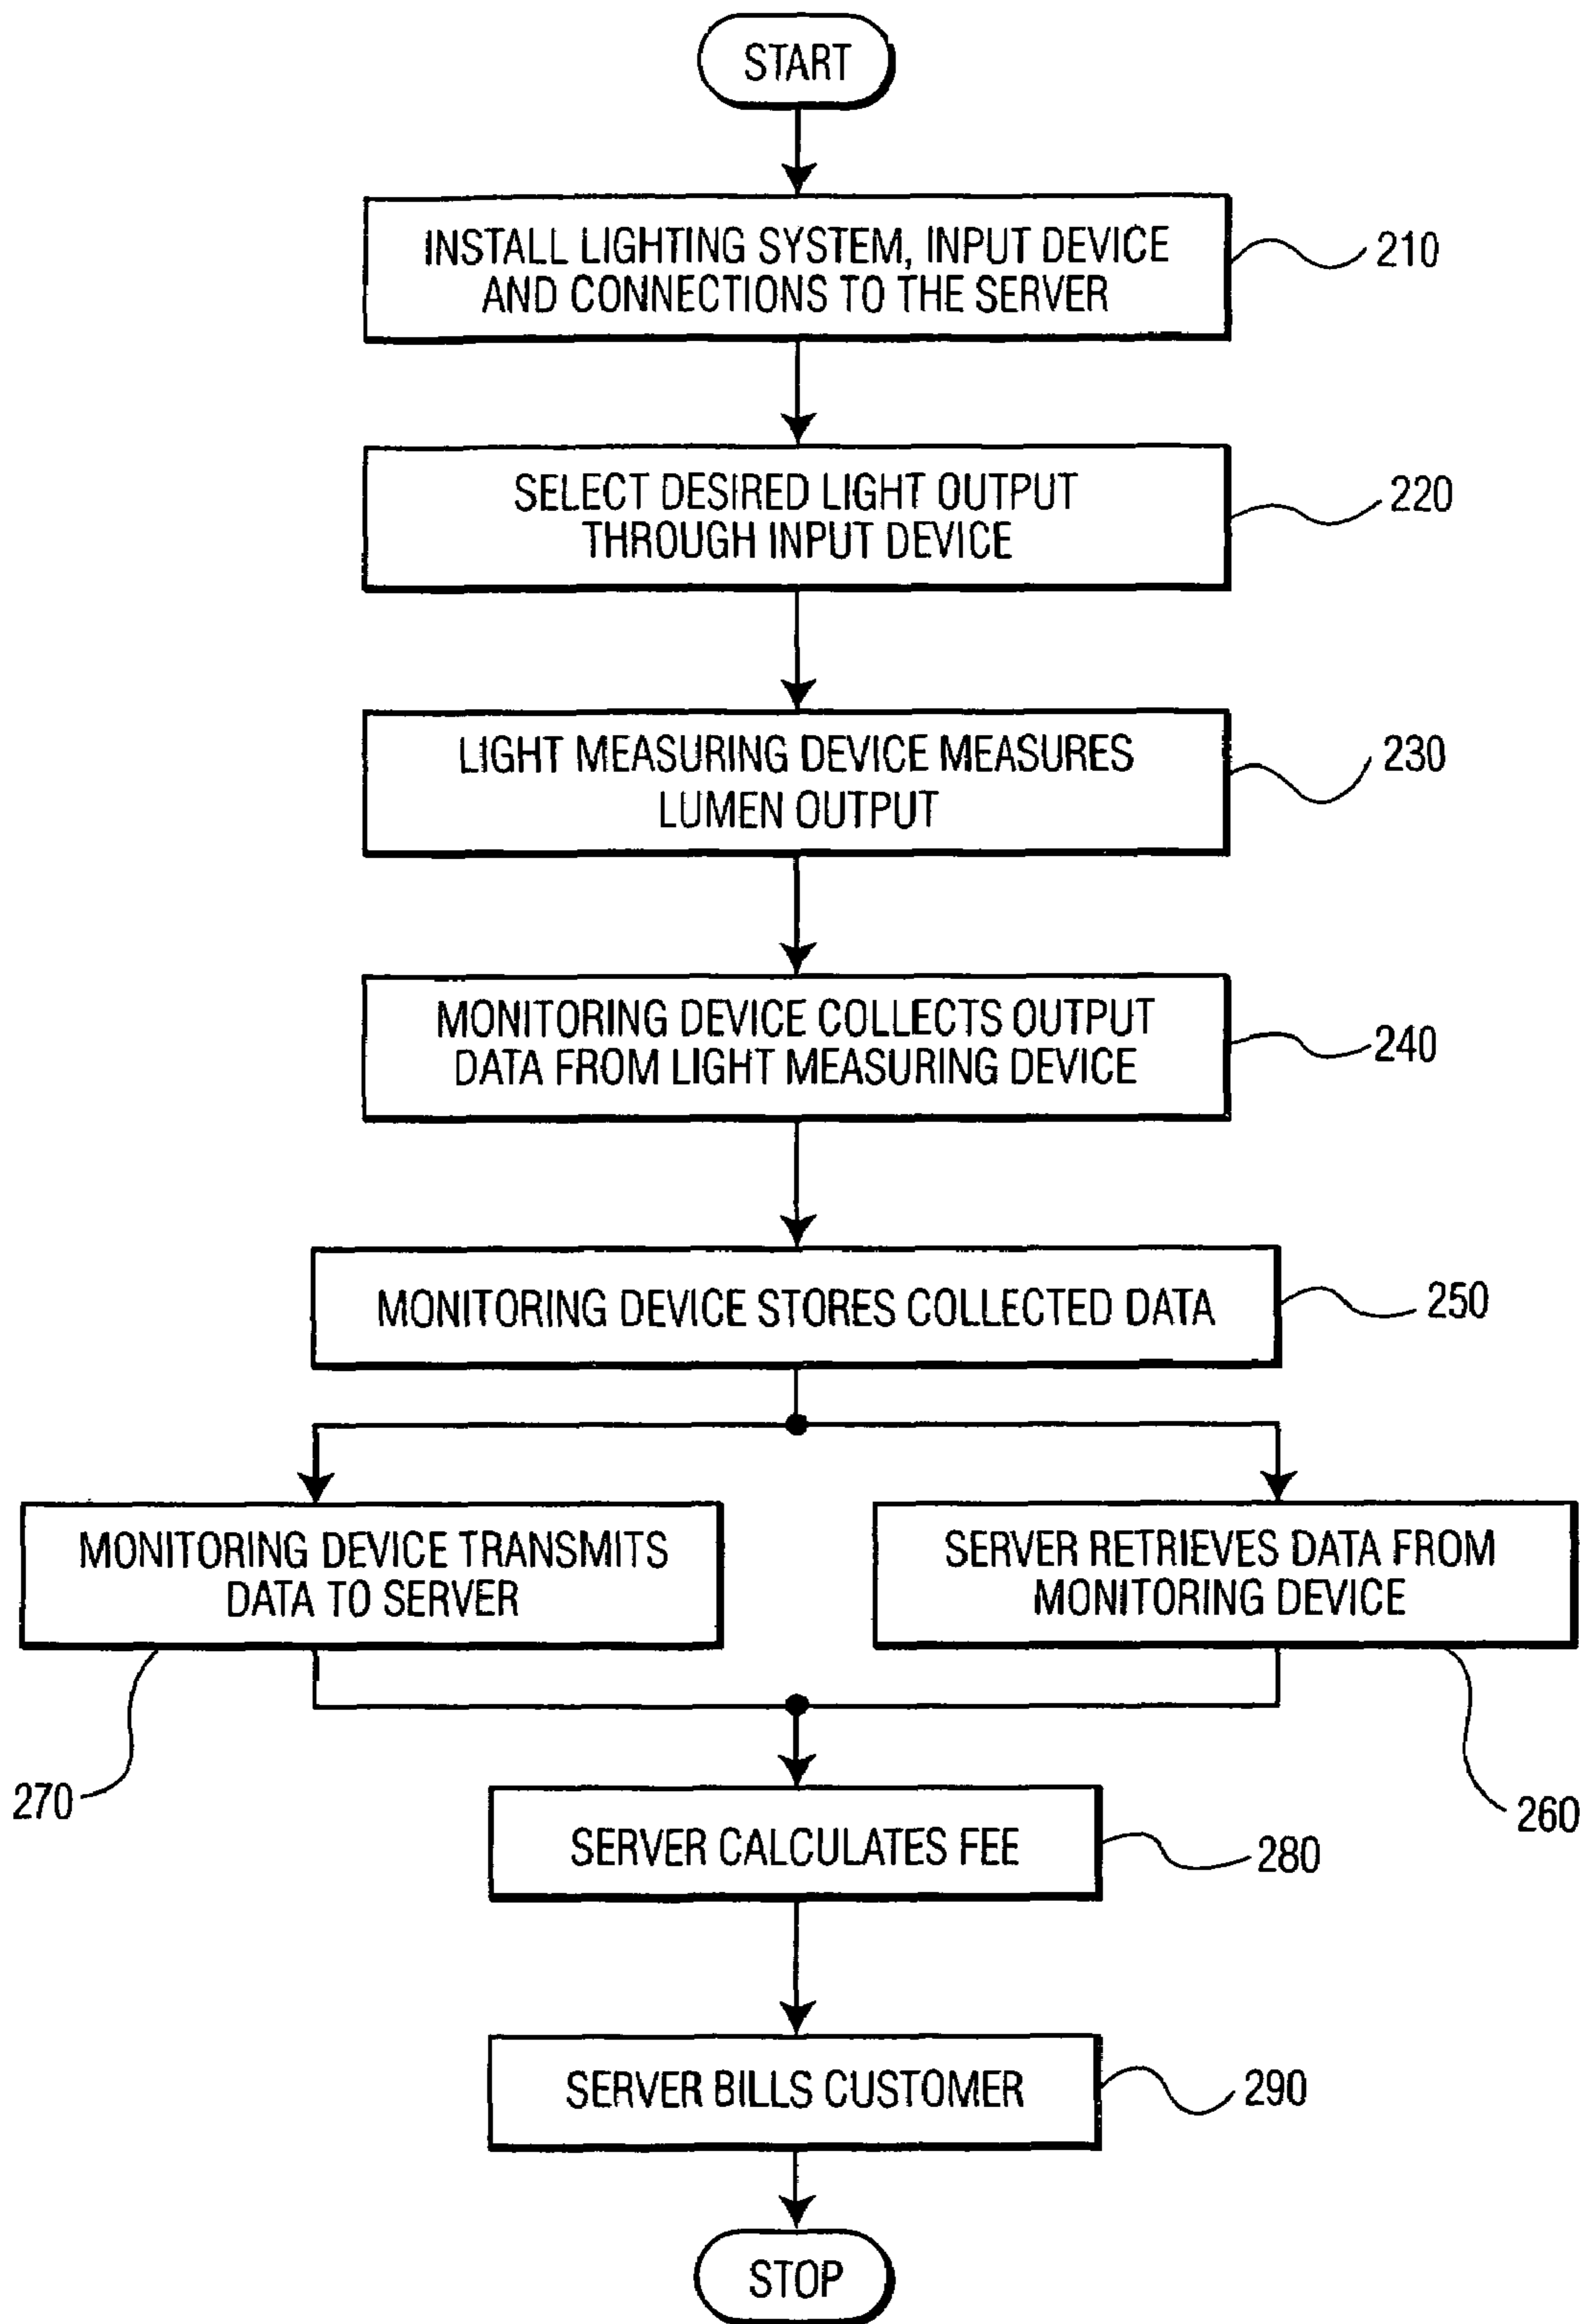 START
INSTALL LIGHTING SYSTEM, INPUT DEVICE
AND CONNECTIONS TO THE SERVER
210
SELECT DESIRED LIGHT OUTPUT
THROUGH INPUT DEVICE
220
LIGHT MEASURING DEVICE MEASURES
LUMEN OUTPUT
230
MONITORING DEVICE COLLECTS OUTPUT
DATA FROM LIGHT MEASURING DEVICE
240
MONITORING DEVICE STORES COLLECTED DATA
250
MONITORING DEVICE TRANSMITS
DATA TO SERVER
270
SERVER RETRIEVES DATA FROM
MONITORING DEVICE
260
SERVER CALCULATES FEE
280
SERVER BILLS CUSTOMER
290
STOP